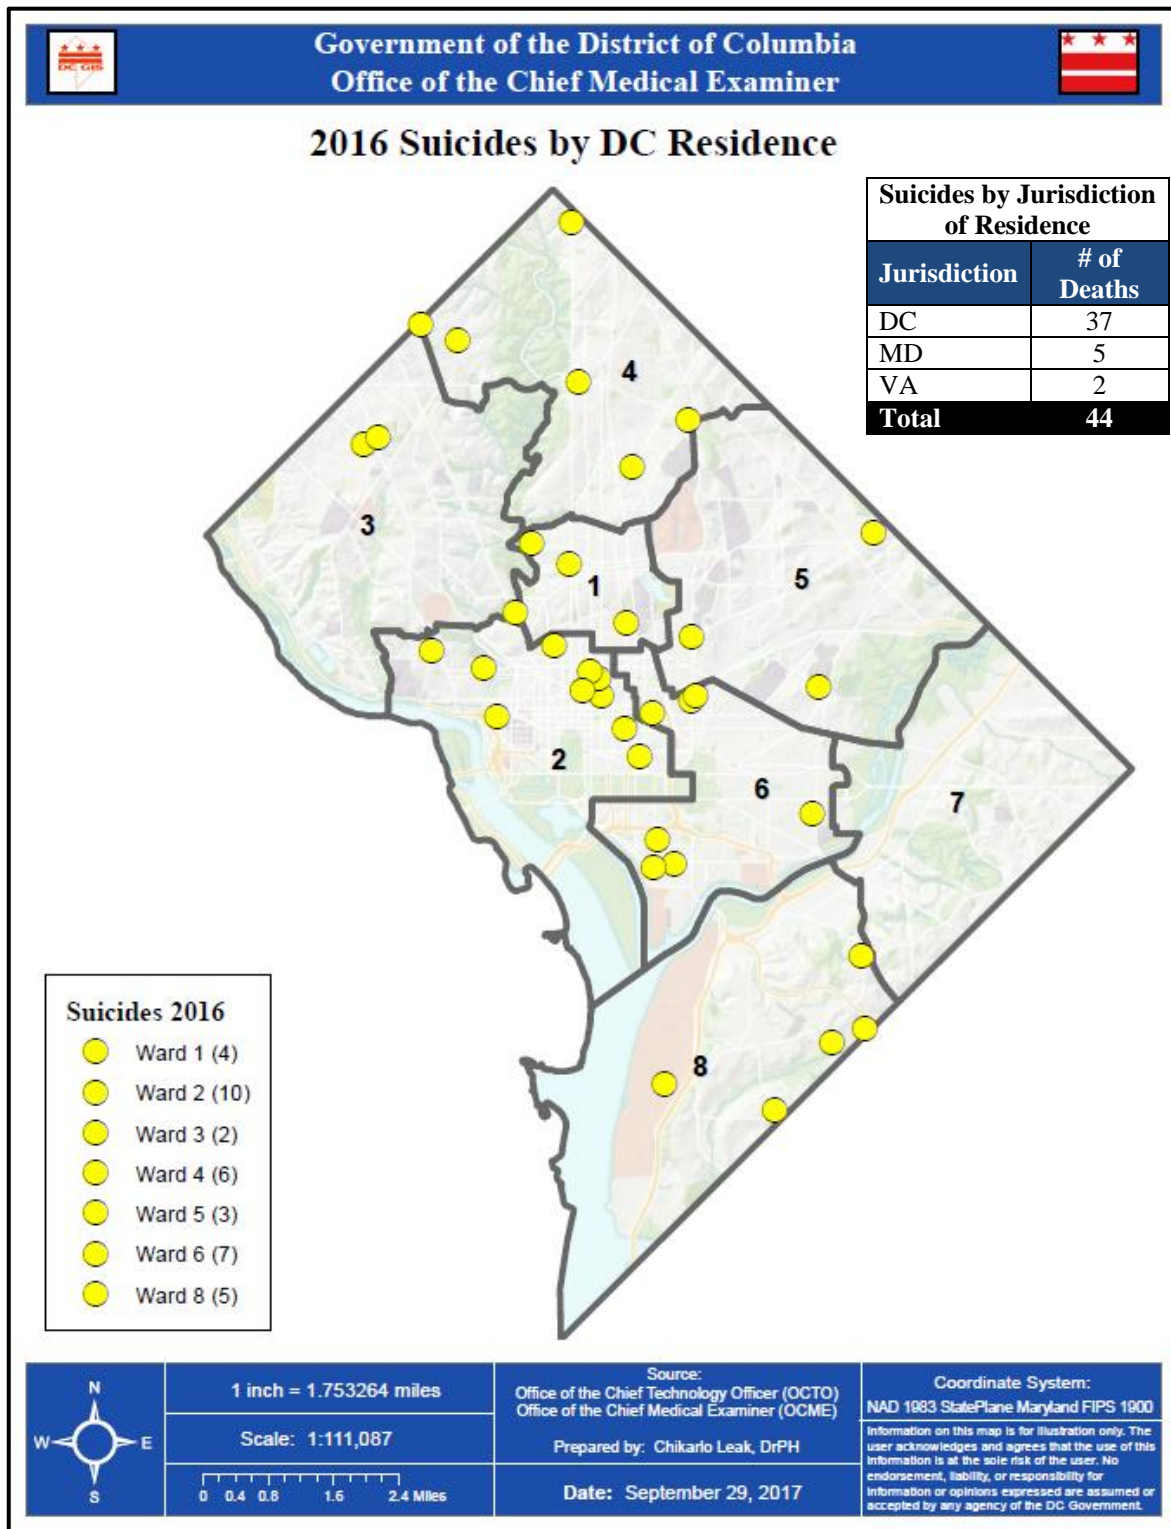 Government of the District of Columbia
Office of the Chief Medical Examiner
DC GIS
2016 Suicides by DC Residence
Suicides by Jurisdiction
of Residence
Jurisdiction # of Deaths
DC 37
MD 5
VA 2
Total 44
4
3
1
5
2
6
7
8
Suicides 2016
Ward 1 (4)
Ward 2 (10)
Ward 3 (2)
Ward 4 (6)
Ward 5 (3)
Ward 6 (7)
Ward 8 (5)
N
W E
S
1 inch = 1.753264 miles
Scale: 1:111,087
0 0.4 0.8 1.6 2.4 Miles
Source:
Office of the Chief Technology Officer (OCTO)
Office of the Chief Medical Examiner (OCME)
Prepared by: Chikarlo Leak, DrPH
Date: September 29, 2017
Coordinate System:
NAD 1983 StatePlane Maryland FIPS 1900
Information on this map is for illustration only. The
user acknowledges and agrees that the use of this
information is at the sole risk of the user. No
endorsement, liability, or responsibility for
information or opinions expressed are assumed or
accepted by any agency of the DC Government.